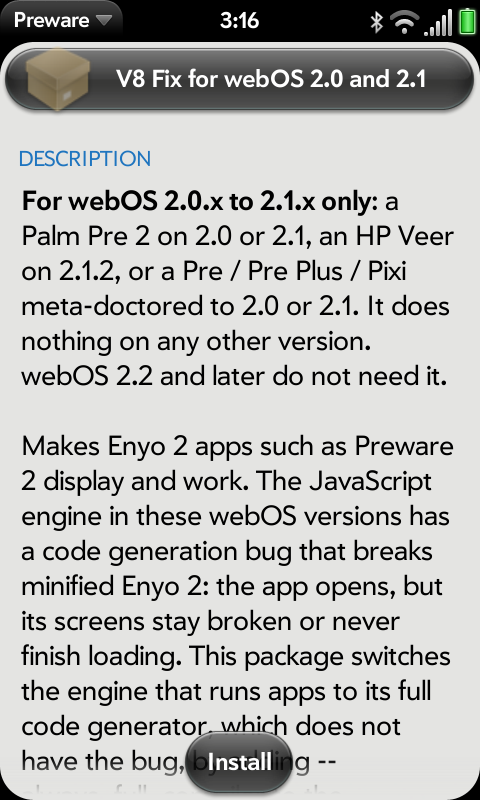 Preware
3:16
V8 Fix for webOS 2.0 and 2.1
DESCRIPTION
For webOS 2.0.x to 2.1.x only: a
Palm Pre 2 on 2.0 or 2.1, an HP Veer
on 2.1.2, or a Pre / Pre Plus / Pixi
meta-doctored to 2.0 or 2.1. It does
nothing on any other version.
webOS 2.2 and later do not need it.
Makes Enyo 2 apps such as Preware
2 display and work. The JavaScript
engine in these webOS versions has
a code generation bug that breaks
minified Enyo 2: the app opens, but
its screens stay broken or never
finish loading. This package switches
the engine that runs apps to its full
code generator, which does not
have the bug, by --
Install